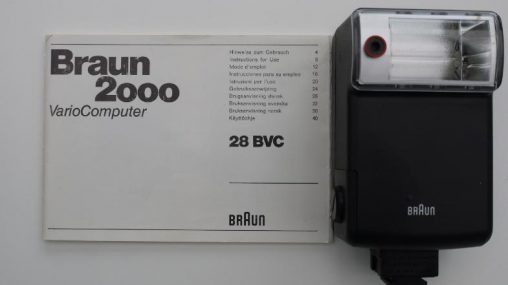 Braun
2000
VarioComputer
Hinweise zum Gebrauch 4
Instructions for Use 8
Mode d'emploi 12
Instrucciones para su empleo 16
Istruzioni per l'uso 20
Gebruiksaanwijzing 24
Brugsanvisning dansk 28
Bruksanvisning svenska 32
Bruksanvisning norsk 36
Käyttöohje 40
28 BVC
BRAUN
BRAUN